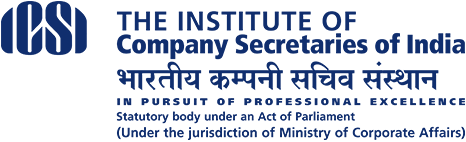 ICSI
THE INSTITUTE OF
Company Secretaries of India
भारतीय कम्पनी सचिव संस्थान
IN PURSUIT OF PROFESSIONAL EXCELLENCE
Statutory body under an Act of Parliament
(Under the jurisdiction of Ministry of Corporate Affairs)